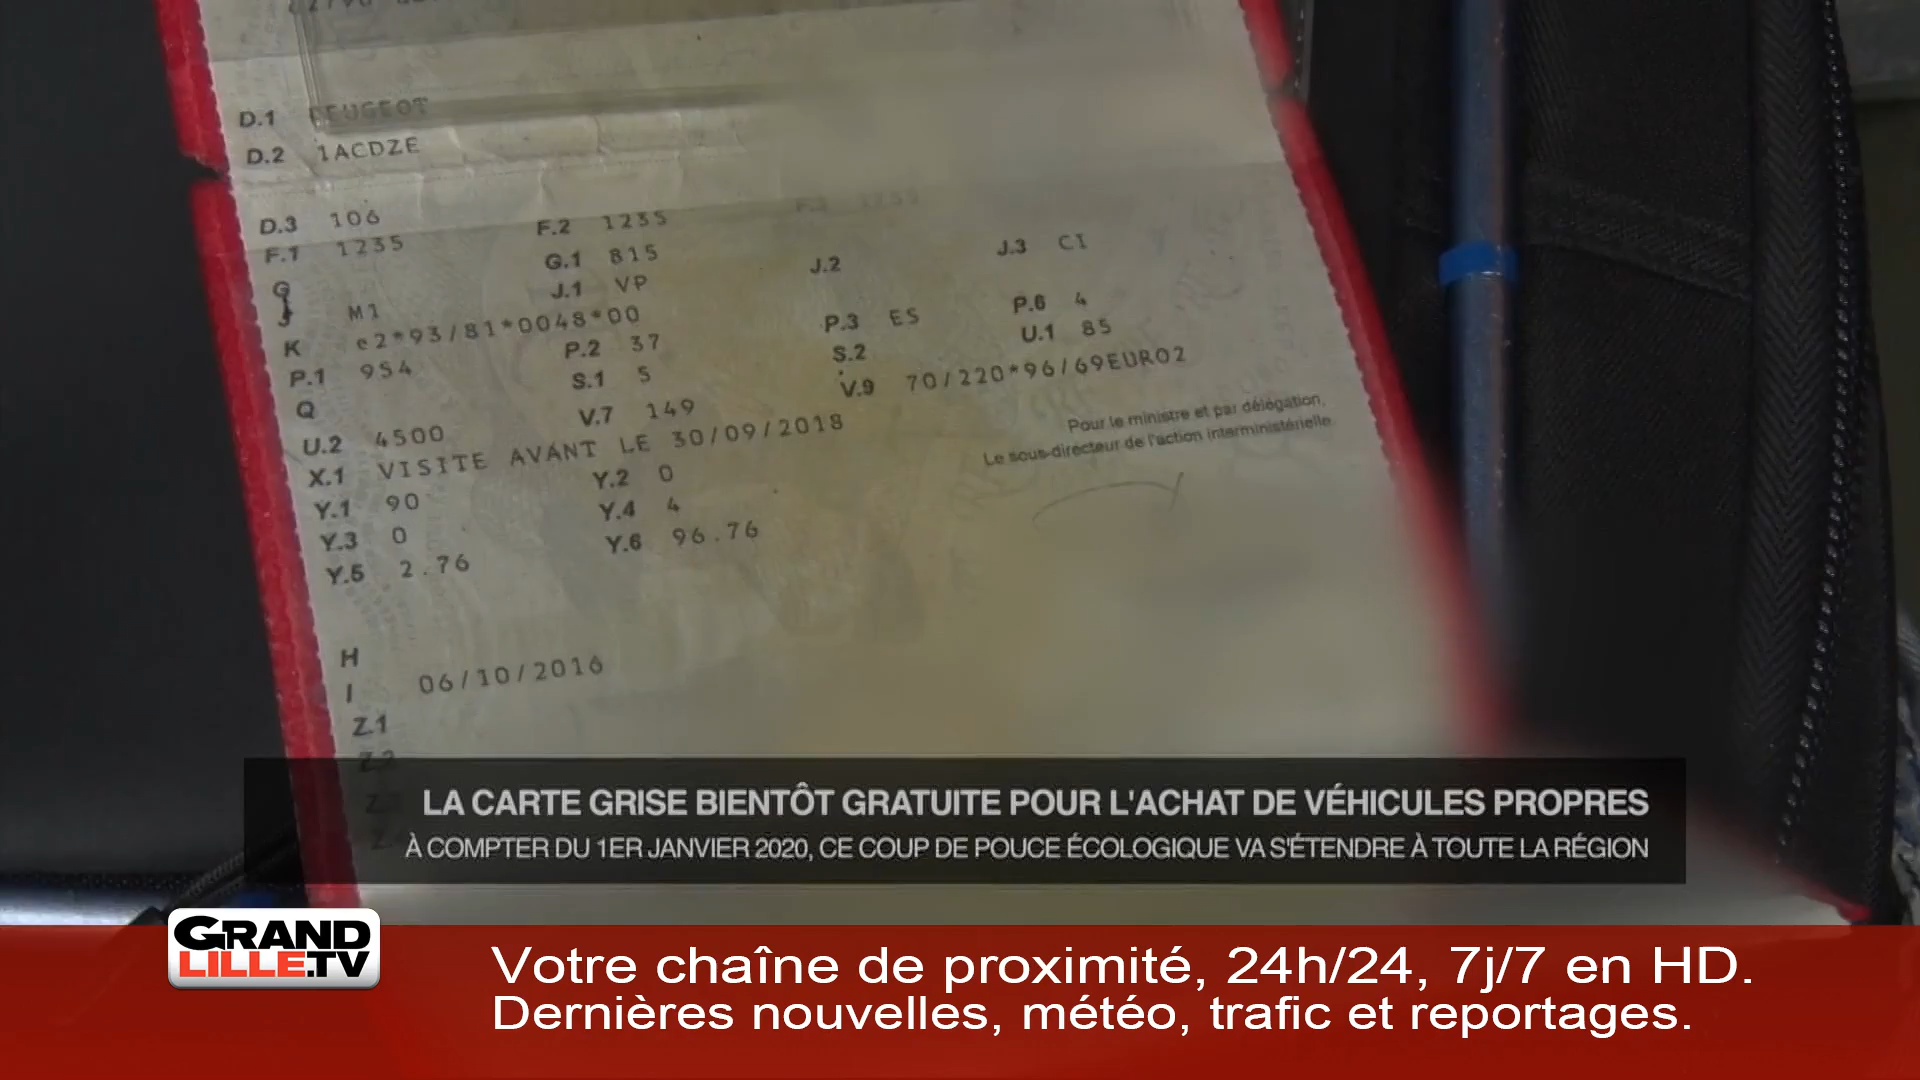 D.1 PEUGEOT
D.2 1ACDZE
D.3 106
F.1 1235 F.2 1235 F.3 1235
G G.1 815
J M1 J.1 VP J.2 J.3 CI
K e2*93/81*0048*00
P.1 954 P.2 37 P.3 ES P.6 4
Q S.1 5 S.2 U.1 85
U.2 4500 V.7 149 V.9 70/220*96/69EURO2
X.1 VISITE AVANT LE 30/09/2018
Y.1 90 Y.2 0
Y.3 0 Y.4 4
Y.5 2.76 Y.6 96.76
Pour le ministre et par délégation,
Le sous-directeur de l'action interministérielle
H
I 06/10/2016
Z.1
Z.2
LA CARTE GRISE BIENTÔT GRATUITE POUR L'ACHAT DE VÉHICULES PROPRES
À COMPTER DU 1ER JANVIER 2020, CE COUP DE POUCE ÉCOLOGIQUE VA S'ÉTENDRE À TOUTE LA RÉGION
GRAND
LILLE.TV
Votre chaîne de proximité, 24h/24, 7j/7 en HD.
Dernières nouvelles, météo, trafic et reportages.